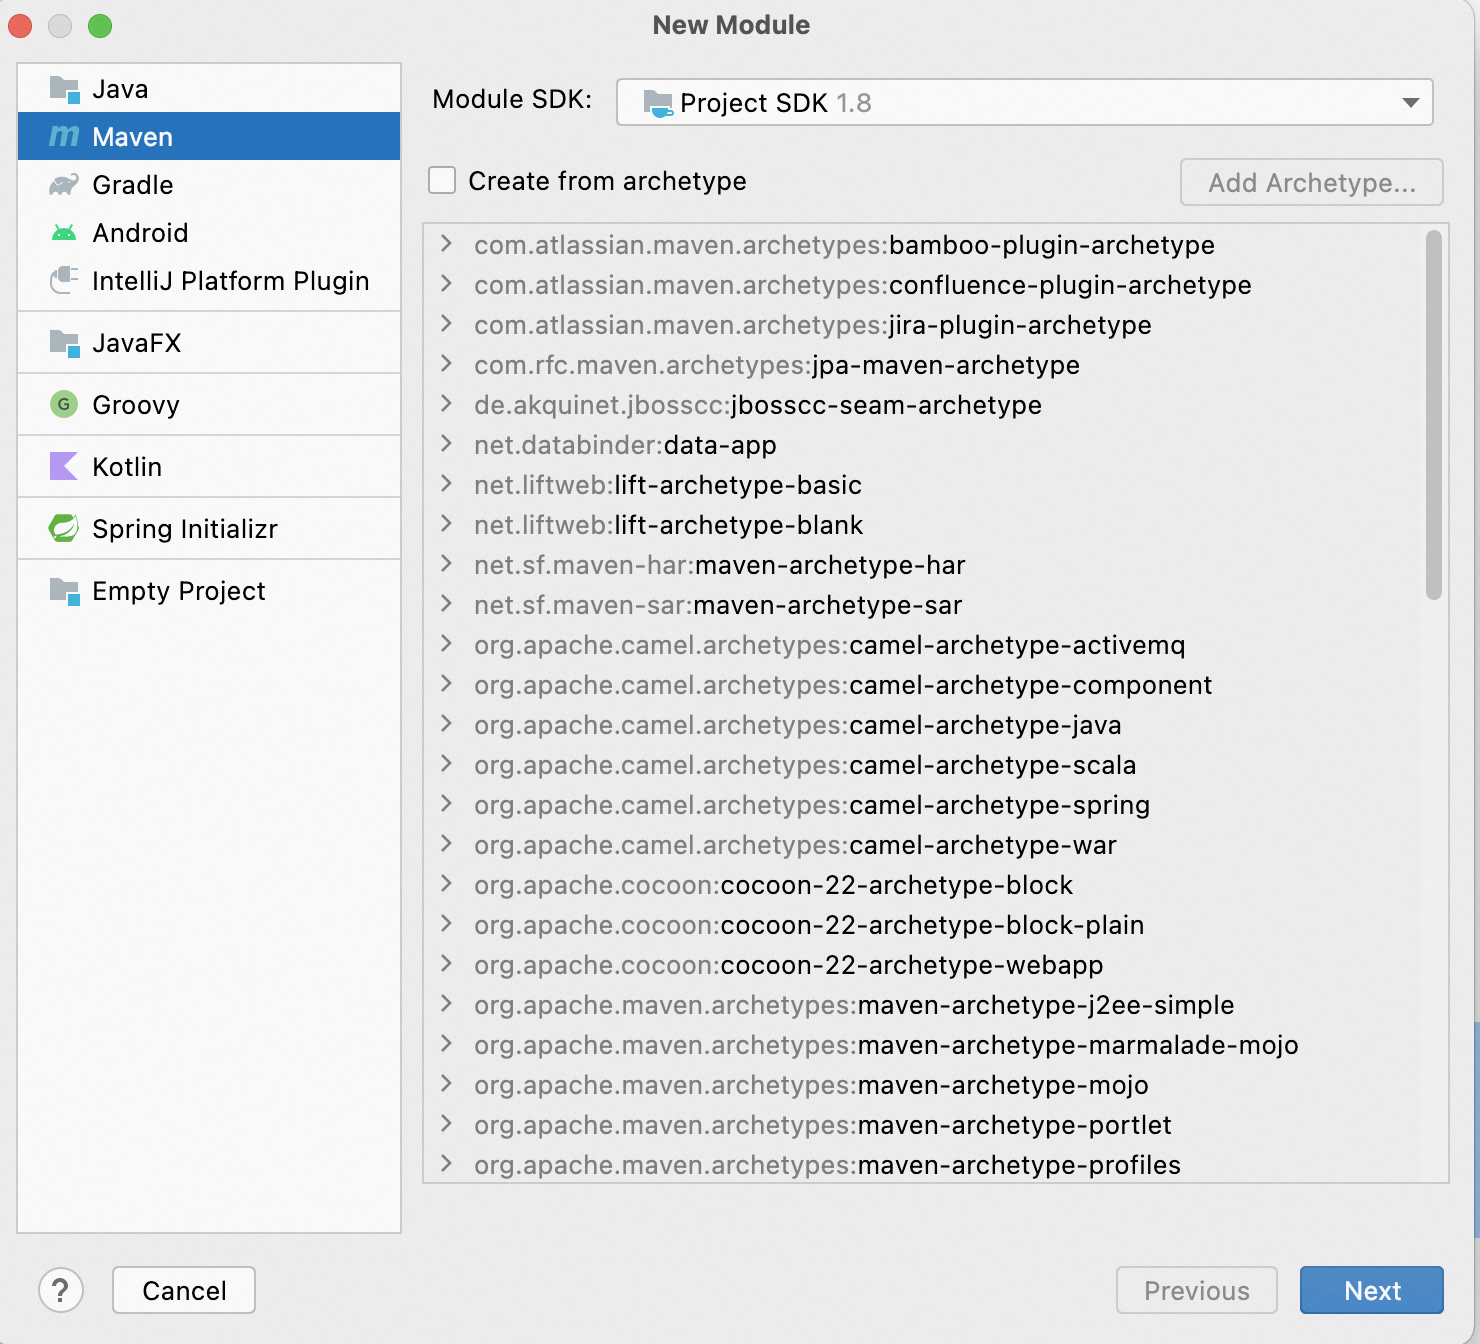 New Module
Java
Maven
Gradle
Android
IntelliJ Platform Plugin
JavaFX
G Groovy
Kotlin
Spring Initializr
Empty Project
Module SDK: Project SDK 1.8
Create from archetype Add Archetype...
com.atlassian.maven.archetypes:bamboo-plugin-archetype
com.atlassian.maven.archetypes:confluence-plugin-archetype
com.atlassian.maven.archetypes:jira-plugin-archetype
com.rfc.maven.archetypes:jpa-maven-archetype
de.akquinet.jbosscc:jbosscc-seam-archetype
net.databinder:data-app
net.liftweb:lift-archetype-basic
net.liftweb:lift-archetype-blank
net.sf.maven-har:maven-archetype-har
net.sf.maven-sar:maven-archetype-sar
org.apache.camel.archetypes:camel-archetype-activemq
org.apache.camel.archetypes:camel-archetype-component
org.apache.camel.archetypes:camel-archetype-java
org.apache.camel.archetypes:camel-archetype-scala
org.apache.camel.archetypes:camel-archetype-spring
org.apache.camel.archetypes:camel-archetype-war
org.apache.cocoon:cocoon-22-archetype-block
org.apache.cocoon:cocoon-22-archetype-block-plain
org.apache.cocoon:cocoon-22-archetype-webapp
org.apache.maven.archetypes:maven-archetype-j2ee-simple
org.apache.maven.archetypes:maven-archetype-marmalade-mojo
org.apache.maven.archetypes:maven-archetype-mojo
org.apache.maven.archetypes:maven-archetype-portlet
org.apache.maven.archetypes:maven-archetype-profiles
? Cancel Previous Next